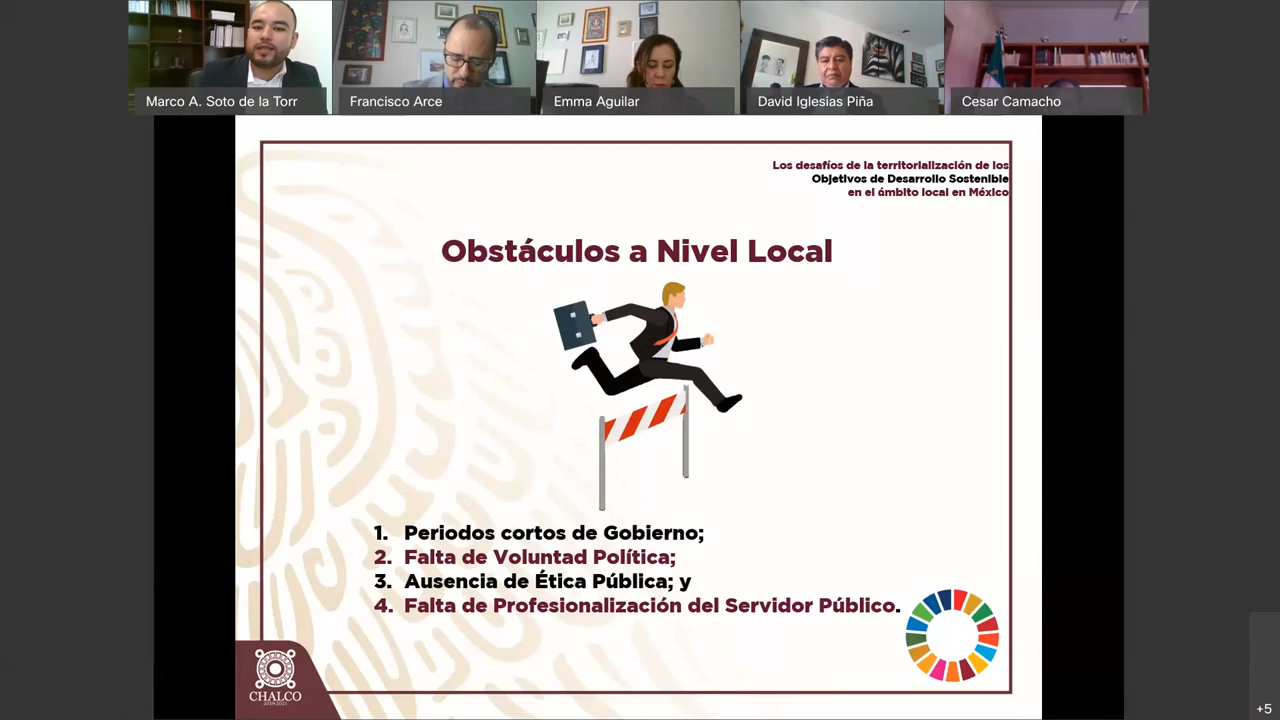 Marco A. Soto de la Torr
Francisco Arce
Emma Aguilar
David Iglesias Piña
Cesar Camacho
Los desafíos de la territorialización de los
Objetivos de Desarrollo Sostenible
en el ámbito local en México
Obstáculos a Nivel Local
1. Periodos cortos de Gobierno;
2. Falta de Voluntad Política;
3. Ausencia de Ética Pública; y
4. Falta de Profesionalización del Servidor Público.
CHALCO
2019-2021
+5